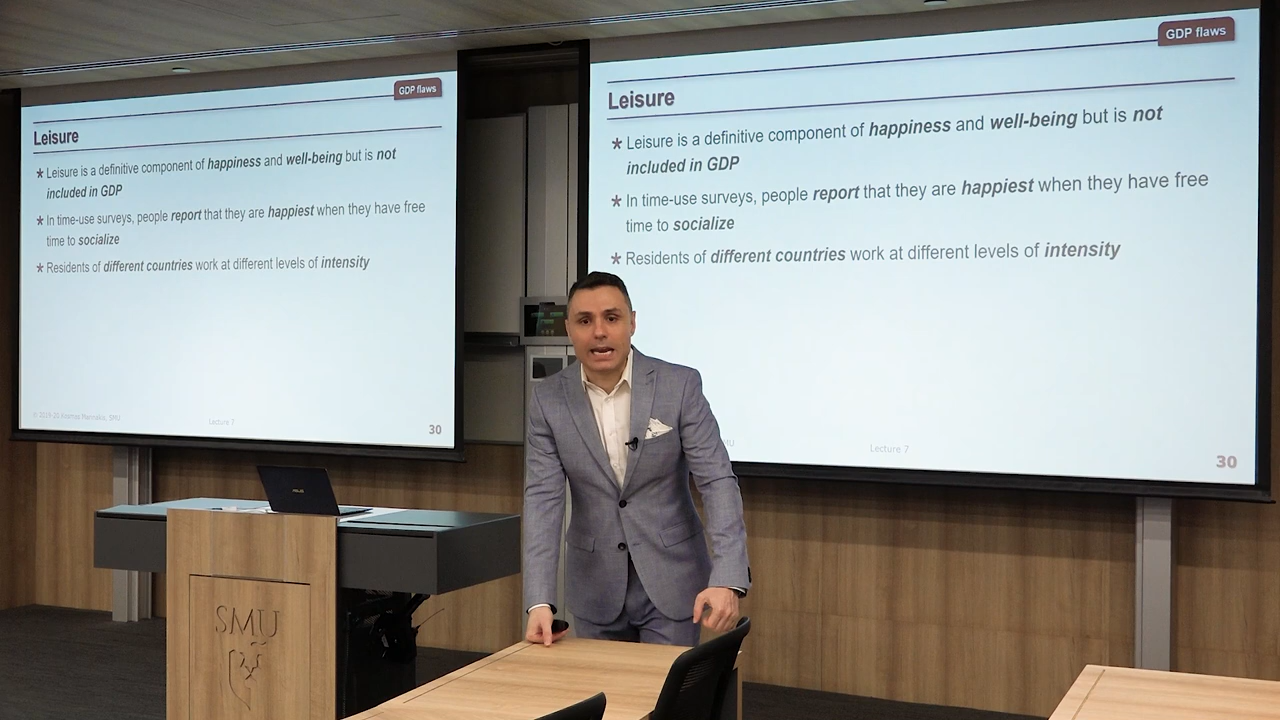 GDP flaws
Leisure
* Leisure is a definitive component of happiness and well-being but is not
included in GDP
* In time-use surveys, people report that they are happiest when they have free
time to socialize
* Residents of different countries work at different levels of intensity
Lecture 7
30
GDP flaws
Leisure
* Leisure is a definitive component of happiness and well-being but is not
included in GDP
* In time-use surveys, people report that they are happiest when they have free
time to socialize
* Residents of different countries work at different levels of intensity
SMU
Lecture 7
30
ASUS
SMU